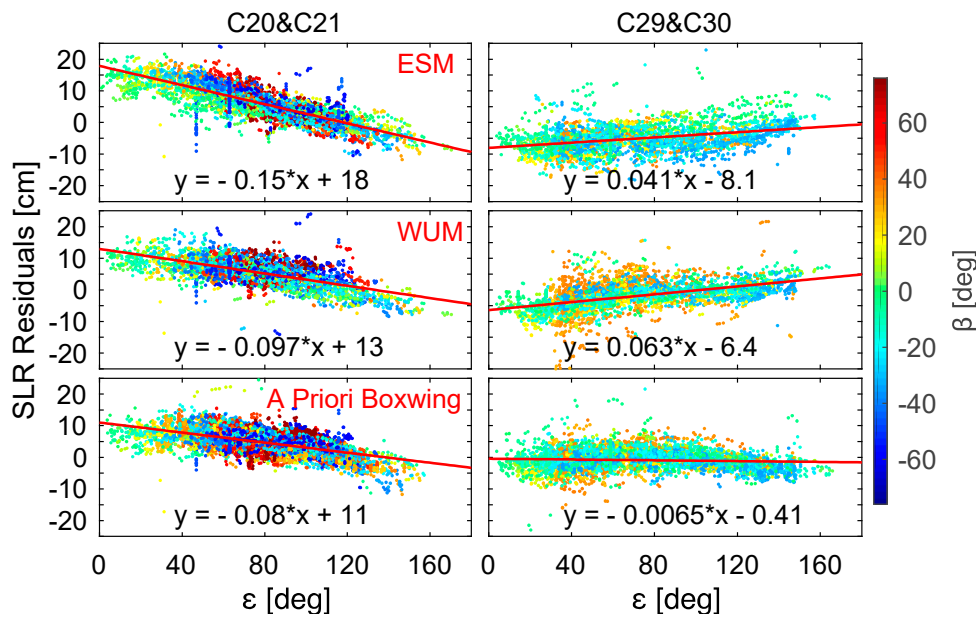 C20&C21
C29&C30
SLR Residuals [cm]
20
10
0
-10
-20
ESM
y = - 0.15*x + 18
y = 0.041*x - 8.1
20
10
0
-10
-20
WUM
y = - 0.097*x + 13
y = 0.063*x - 6.4
20
10
0
-10
-20
A Priori Boxwing
y = - 0.08*x + 11
y = - 0.0065*x - 0.41
0 40 80 120 160
0 40 80 120 160
ε [deg]
ε [deg]
60
40
20
0
-20
-40
-60
β [deg]